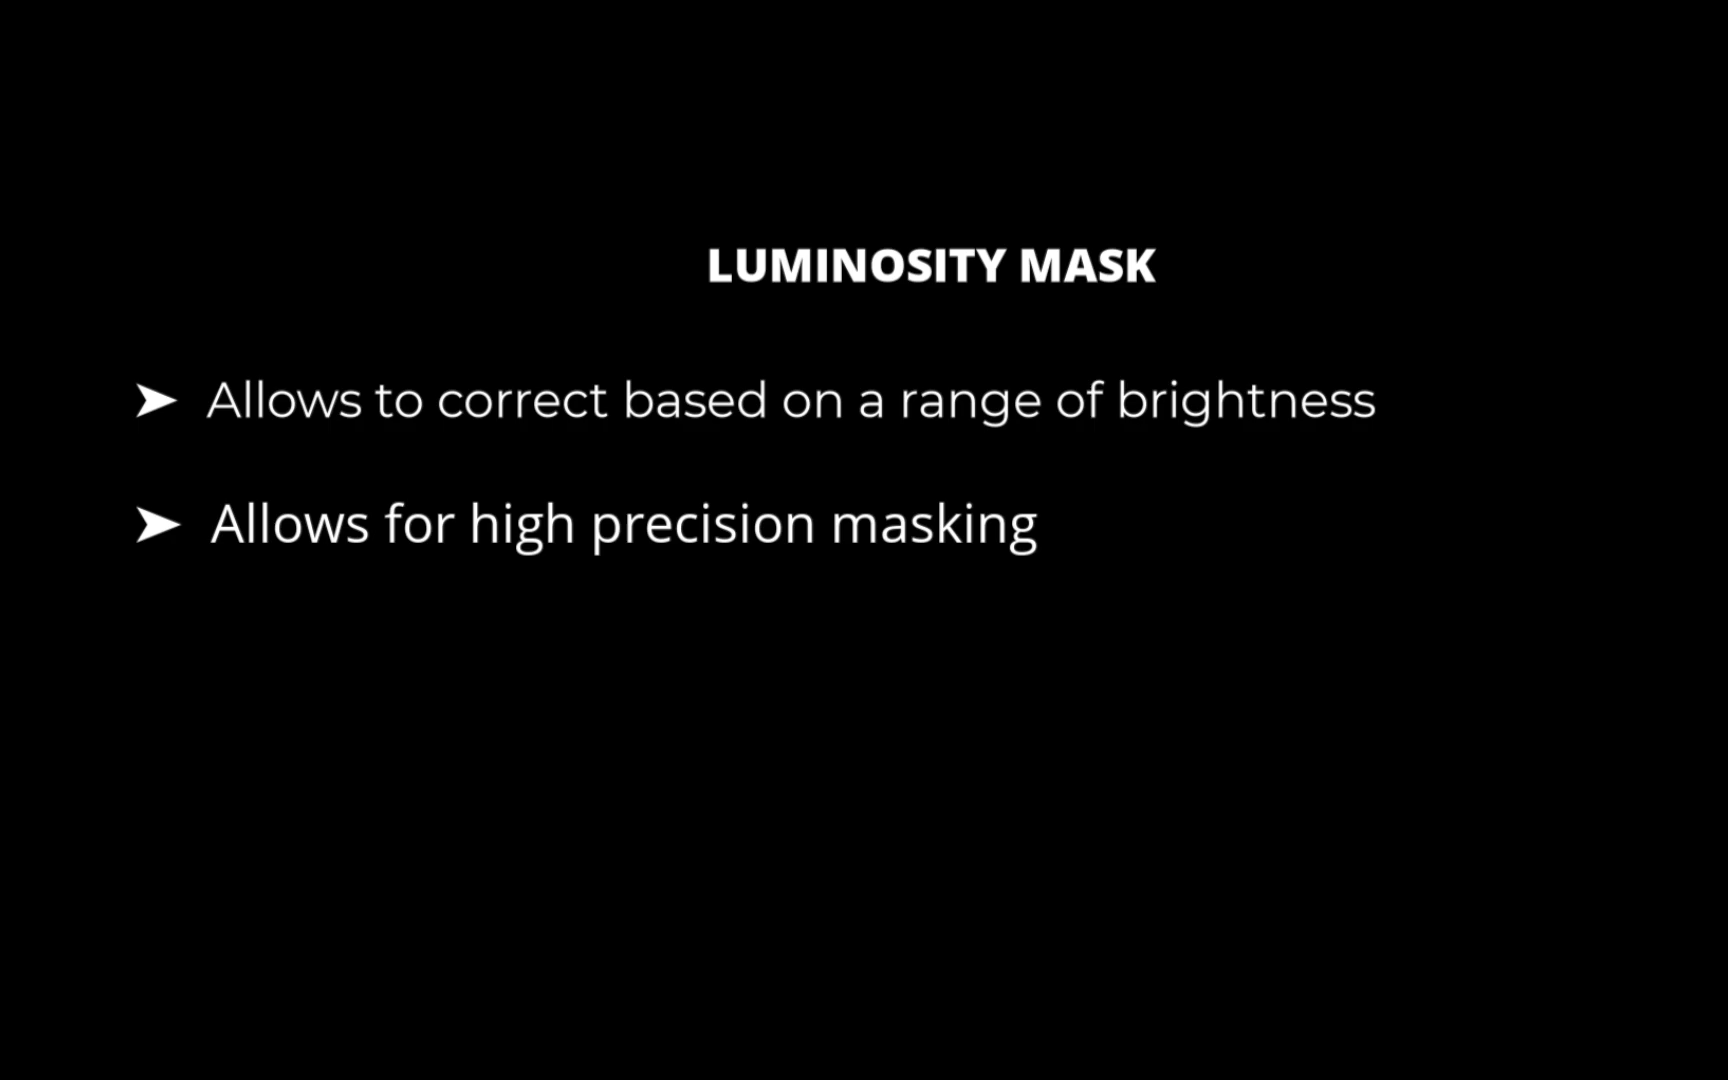 LUMINOSITY MASK
➤ Allows to correct based on a range of brightness
➤ Allows for high precision masking